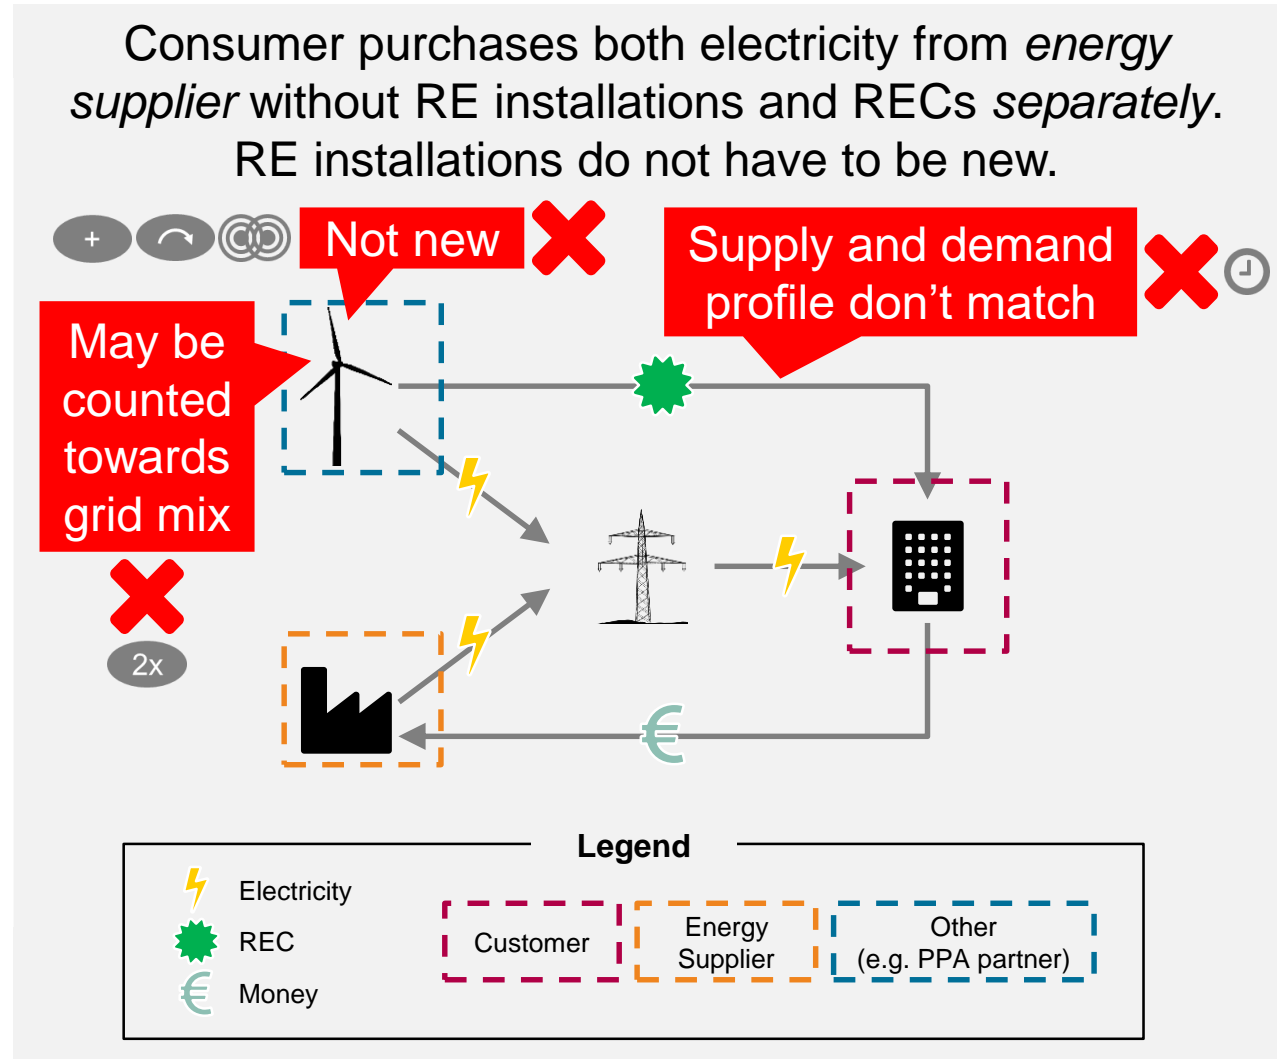 Consumer purchases both electricity from energy
supplier without RE installations and RECs separately.
RE installations do not have to be new.
+
Not new
Supply and demand
profile don’t match
May be
counted
towards
grid mix
2x
€
Legend
Electricity
REC
€ Money
Customer
Energy
Supplier
Other
(e.g. PPA partner)